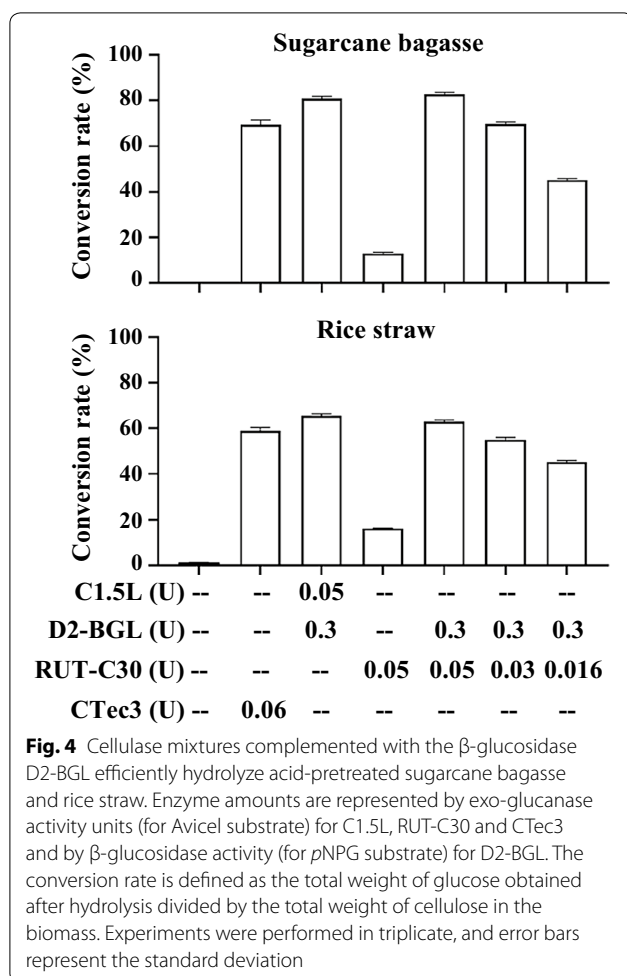 Sugarcane bagasse
Conversion rate (%)
100
80
60
40
20
0
Rice straw
Conversion rate (%)
100
80
60
40
20
0
C1.5L (U) -- -- 0.05 -- -- -- --
D2-BGL (U) -- -- 0.3 -- 0.3 0.3 0.3
RUT-C30 (U) -- -- -- 0.05 0.05 0.03 0.016
CTec3 (U) -- 0.06 -- -- -- -- --
Fig. 4 Cellulase mixtures complemented with the β-glucosidase
D2-BGL efficiently hydrolyze acid-pretreated sugarcane bagasse
and rice straw. Enzyme amounts are represented by exo-glucanase
activity units (for Avicel substrate) for C1.5L, RUT-C30 and CTec3
and by β-glucosidase activity (for pNPG substrate) for D2-BGL. The
conversion rate is defined as the total weight of glucose obtained
after hydrolysis divided by the total weight of cellulose in the
biomass. Experiments were performed in triplicate, and error bars
represent the standard deviation